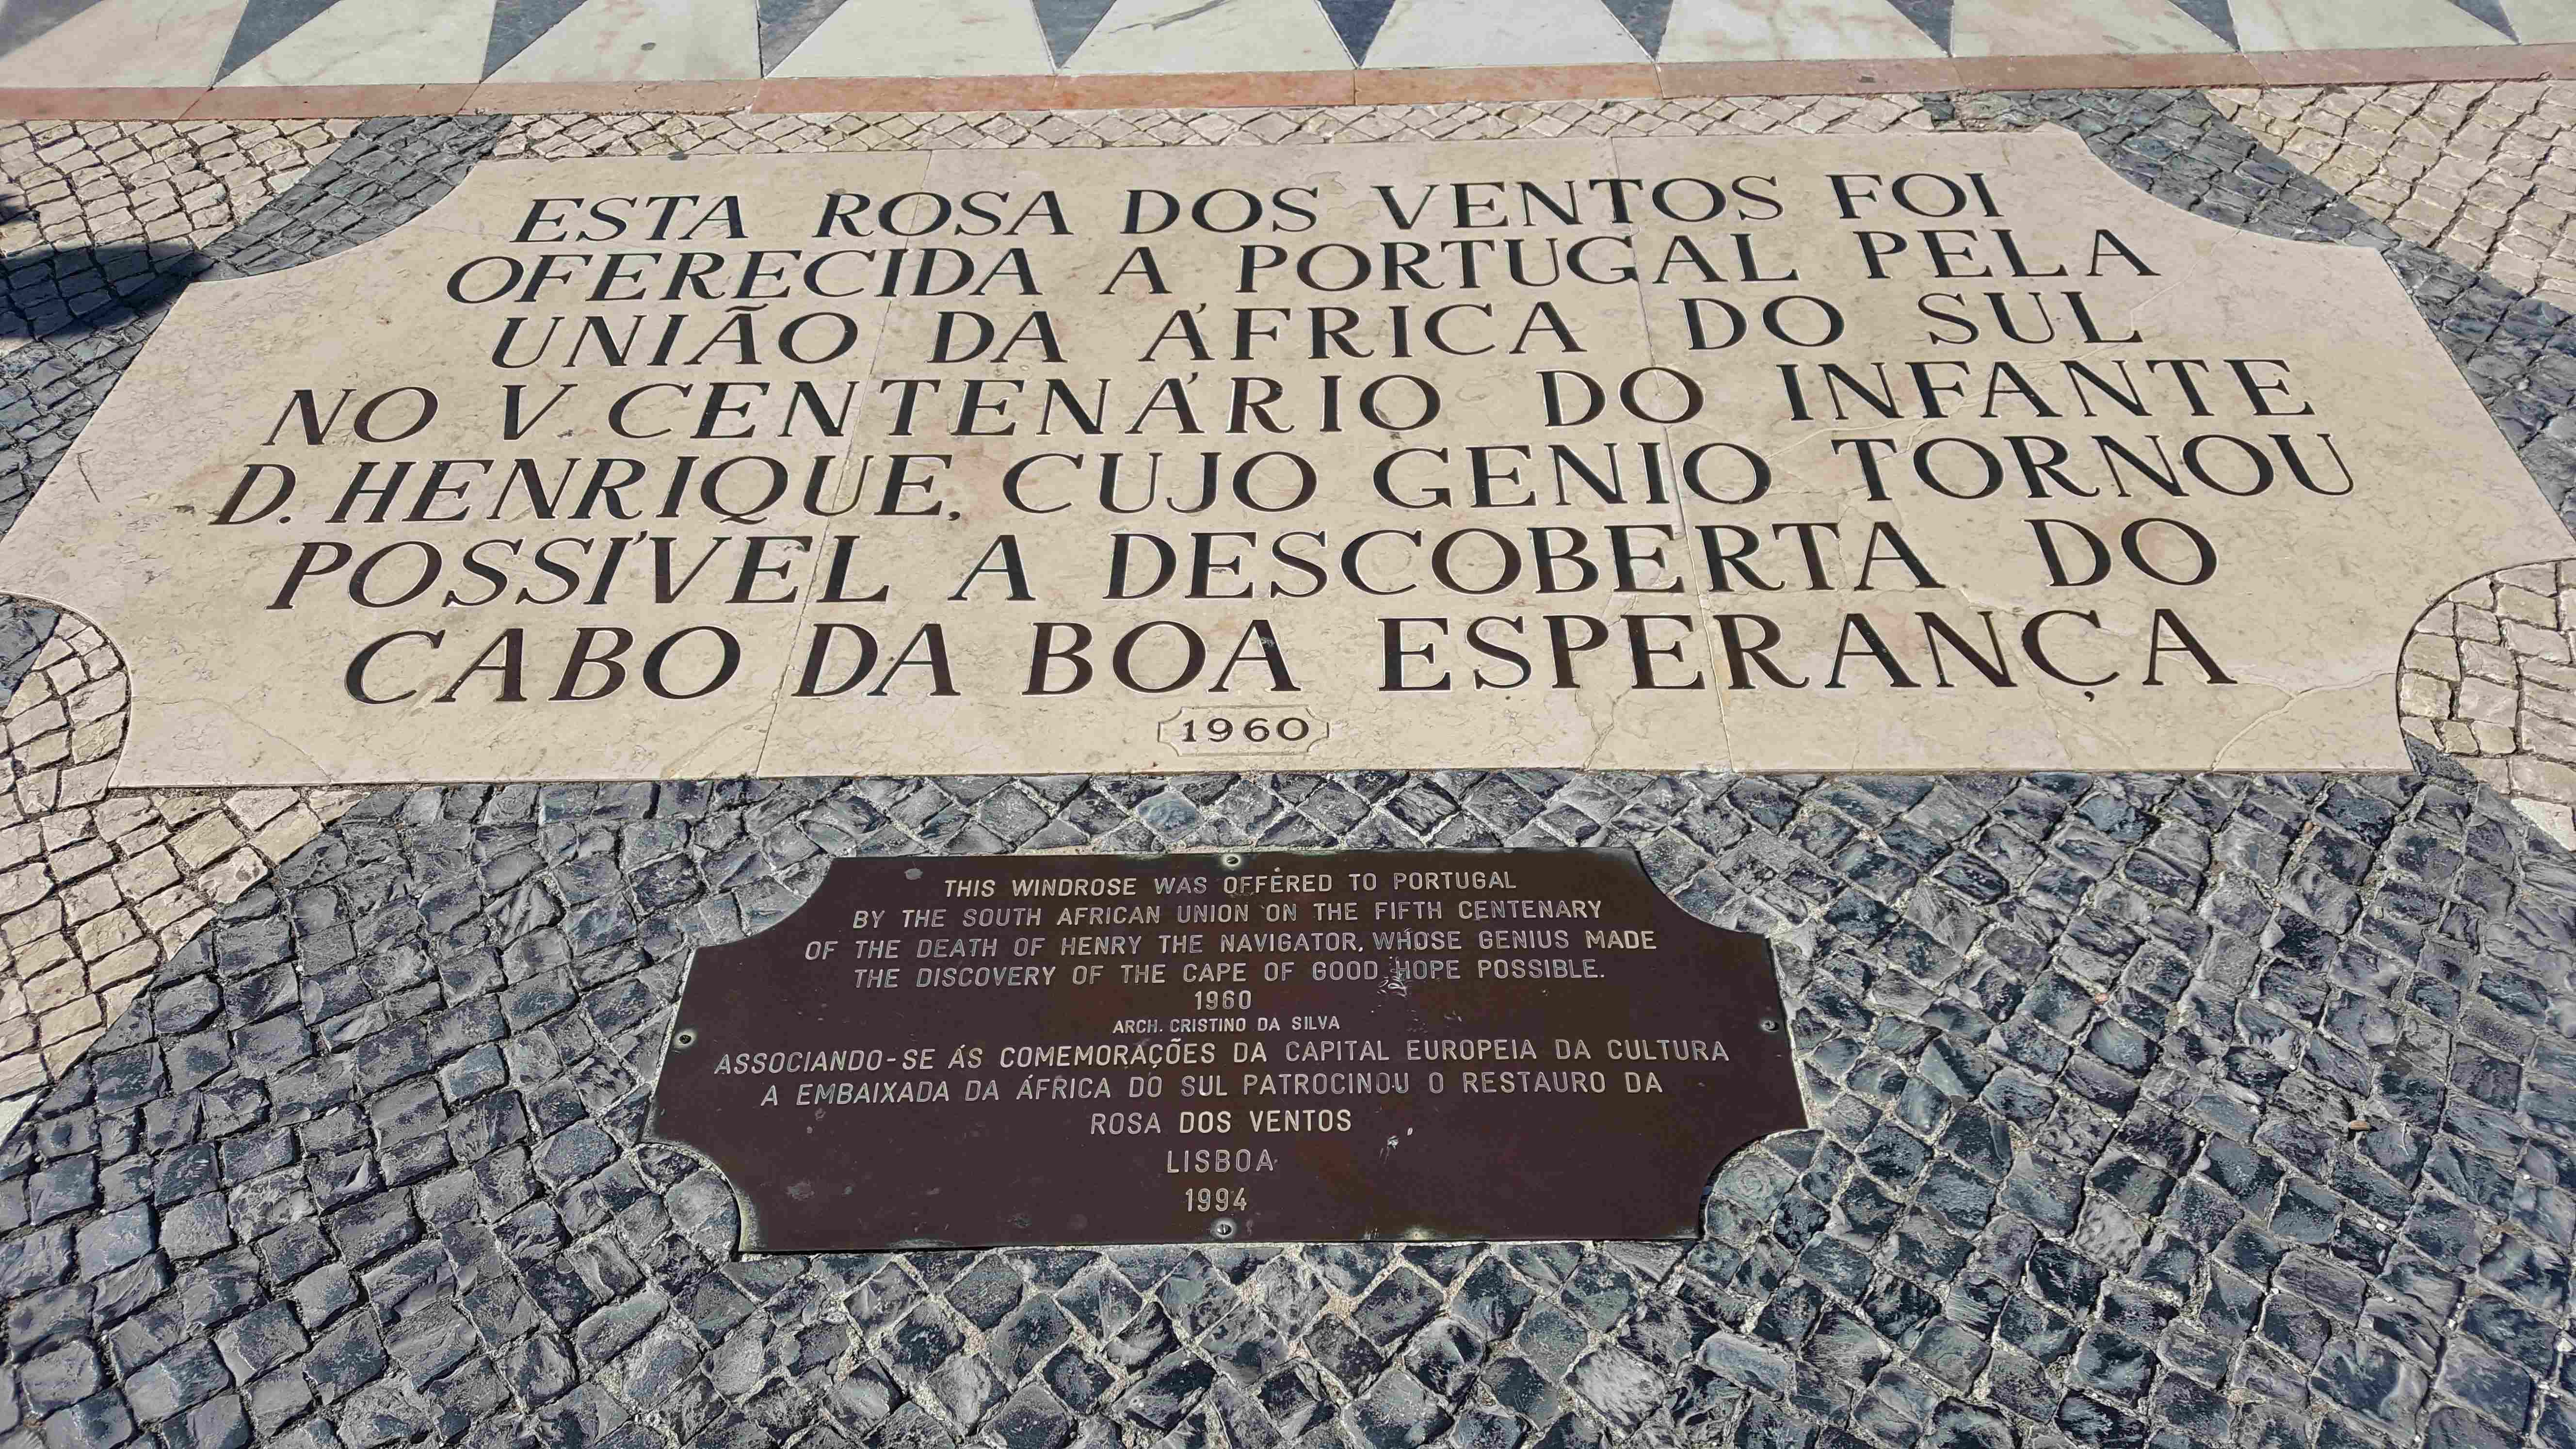 ESTA ROSA DOS VENTOS FOI
OFERECIDA A PORTUGAL PELA
UNIÃO DA ÁFRICA DO SUL
NO V CENTENÁRIO DO INFANTE
D. HENRIQUE, CUJO GENIO TORNOU
POSSÍVEL A DESCOBERTA DO
CABO DA BOA ESPERANÇA
1960
THIS WINDROSE WAS OFFERED TO PORTUGAL
BY THE SOUTH AFRICAN UNION ON THE FIFTH CENTENARY
OF THE DEATH OF HENRY THE NAVIGATOR, WHOSE GENIUS MADE
THE DISCOVERY OF THE CAPE OF GOOD HOPE POSSIBLE.
1960
ARCH. CRISTINO DA SILVA
ASSOCIANDO-SE ÁS COMEMORAÇÕES DA CAPITAL EUROPEIA DA CULTURA
A EMBAIXADA DA ÁFRICA DO SUL PATROCINOU O RESTAURO DA
ROSA DOS VENTOS
LISBOA
1994